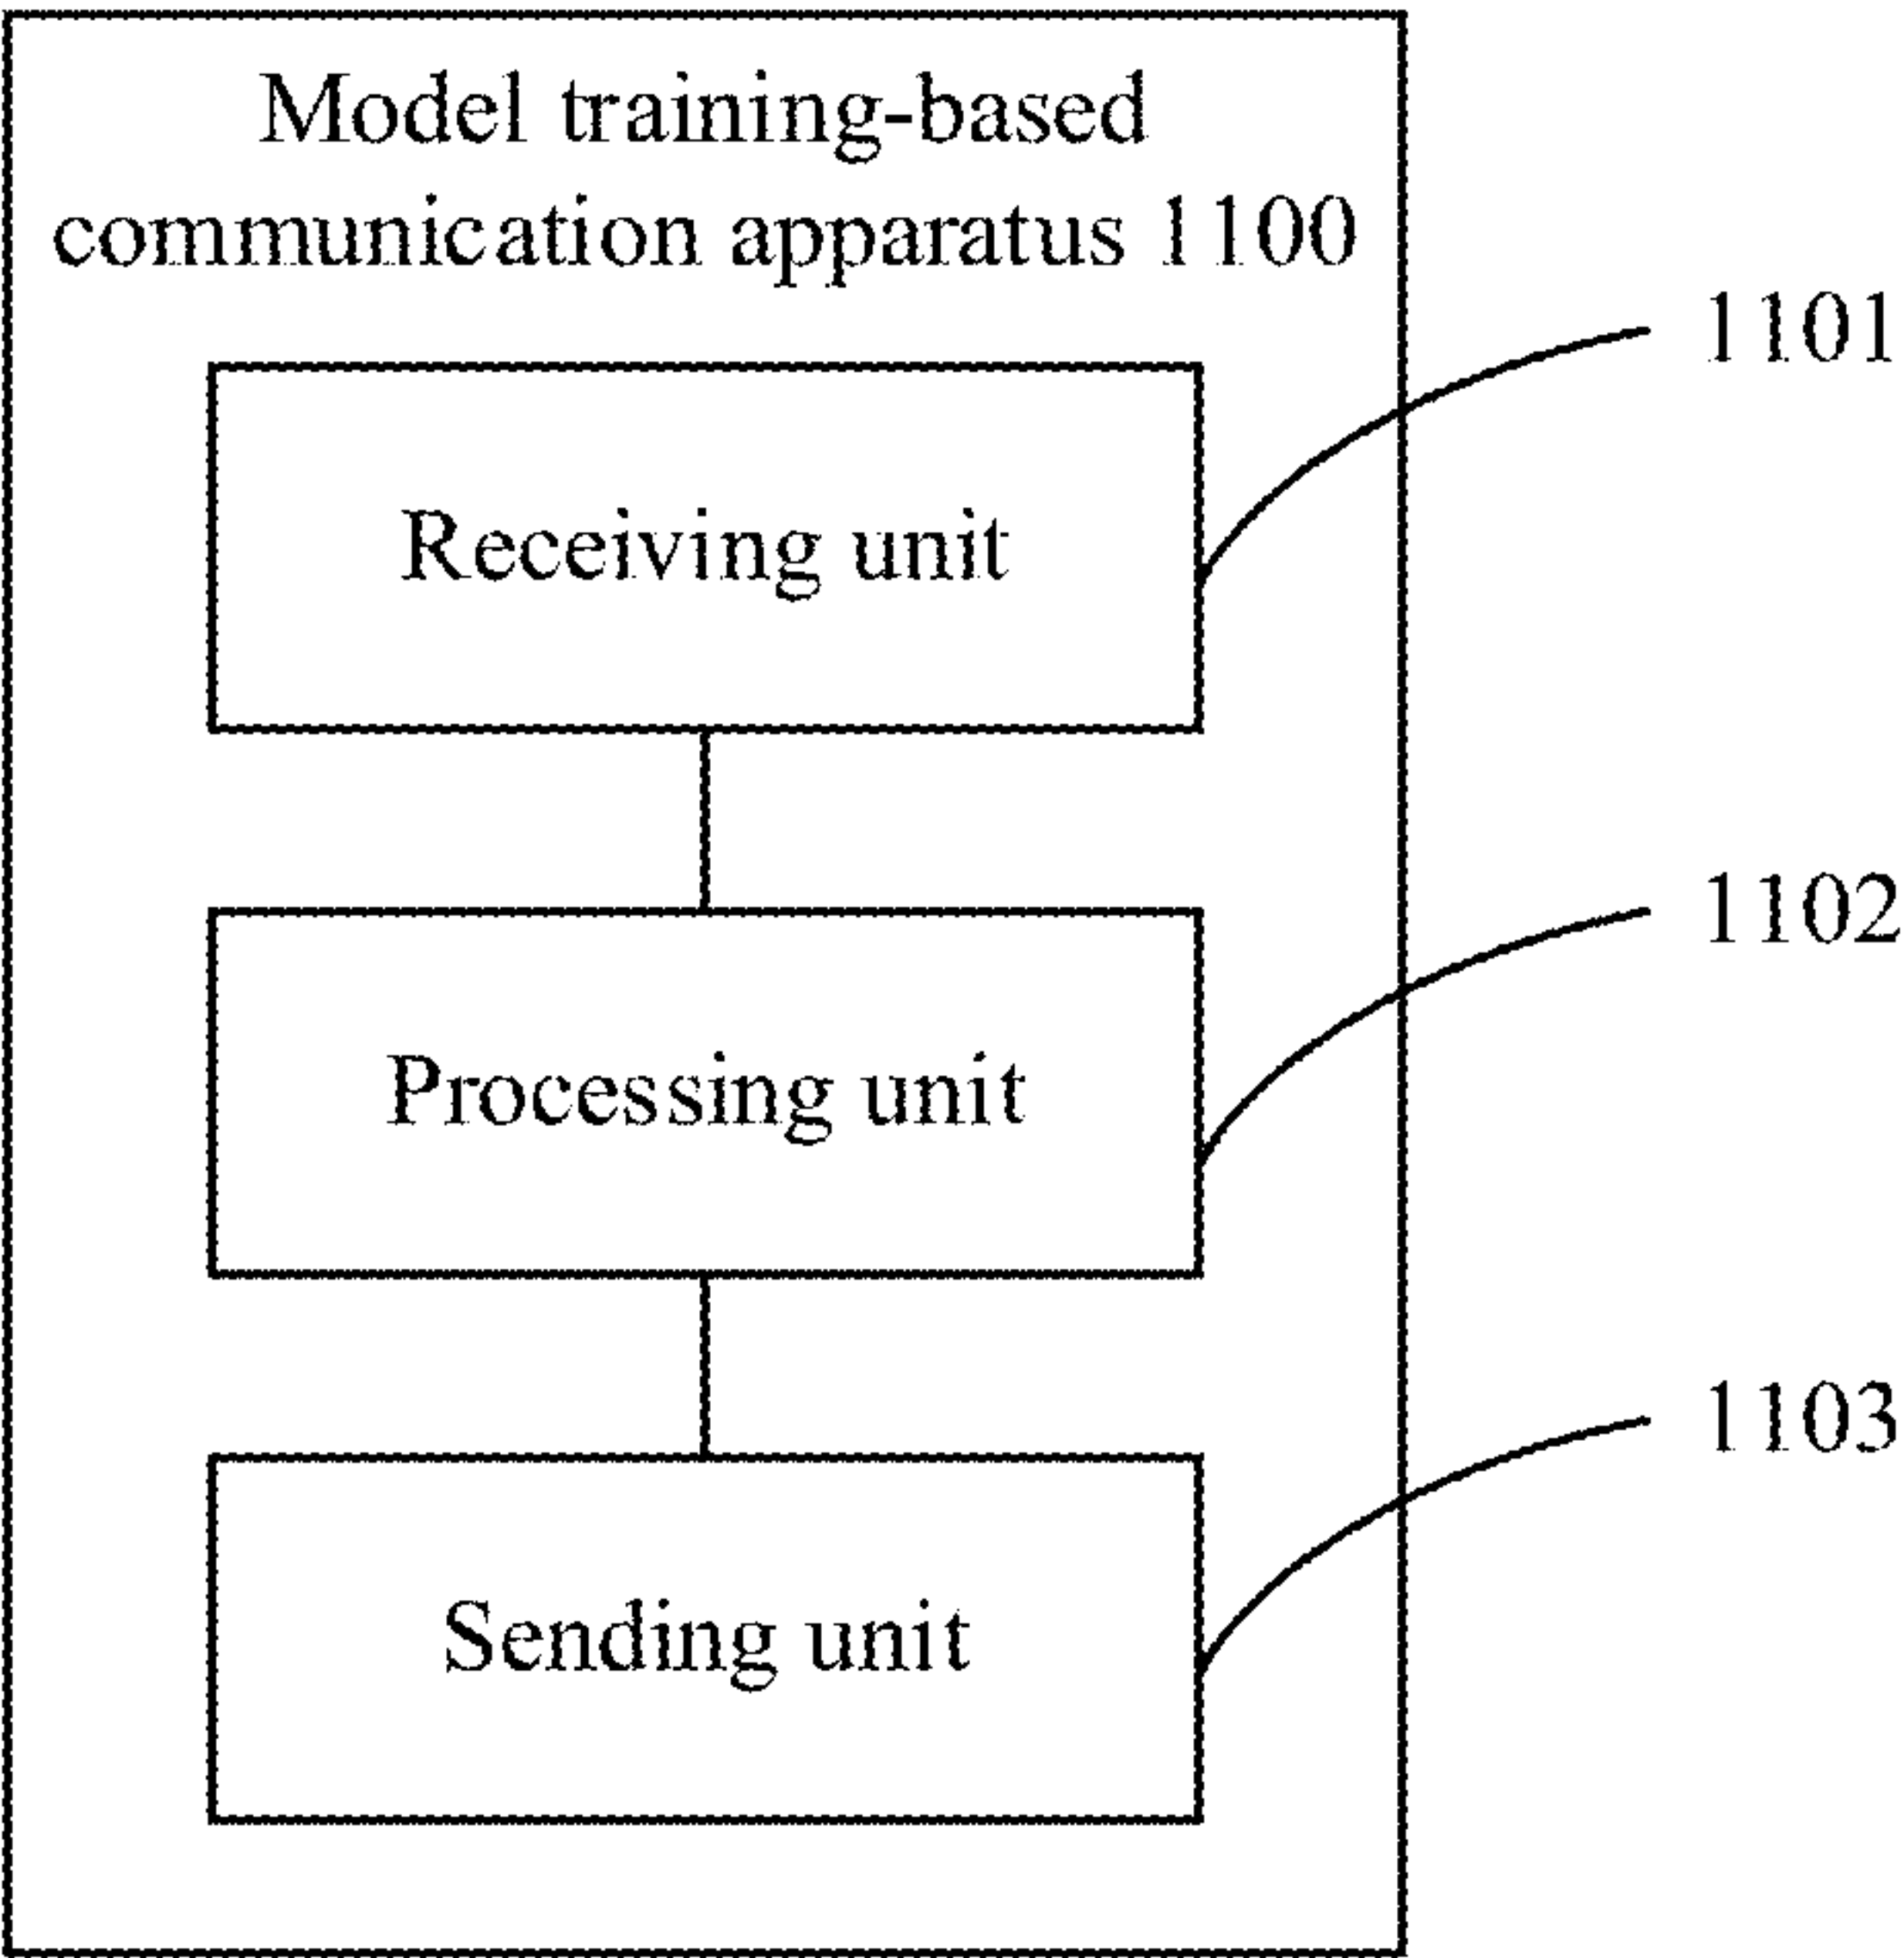 Model training-based
communication apparatus 1100
1101
Receiving unit
1102
Processing unit
1103
Sending unit